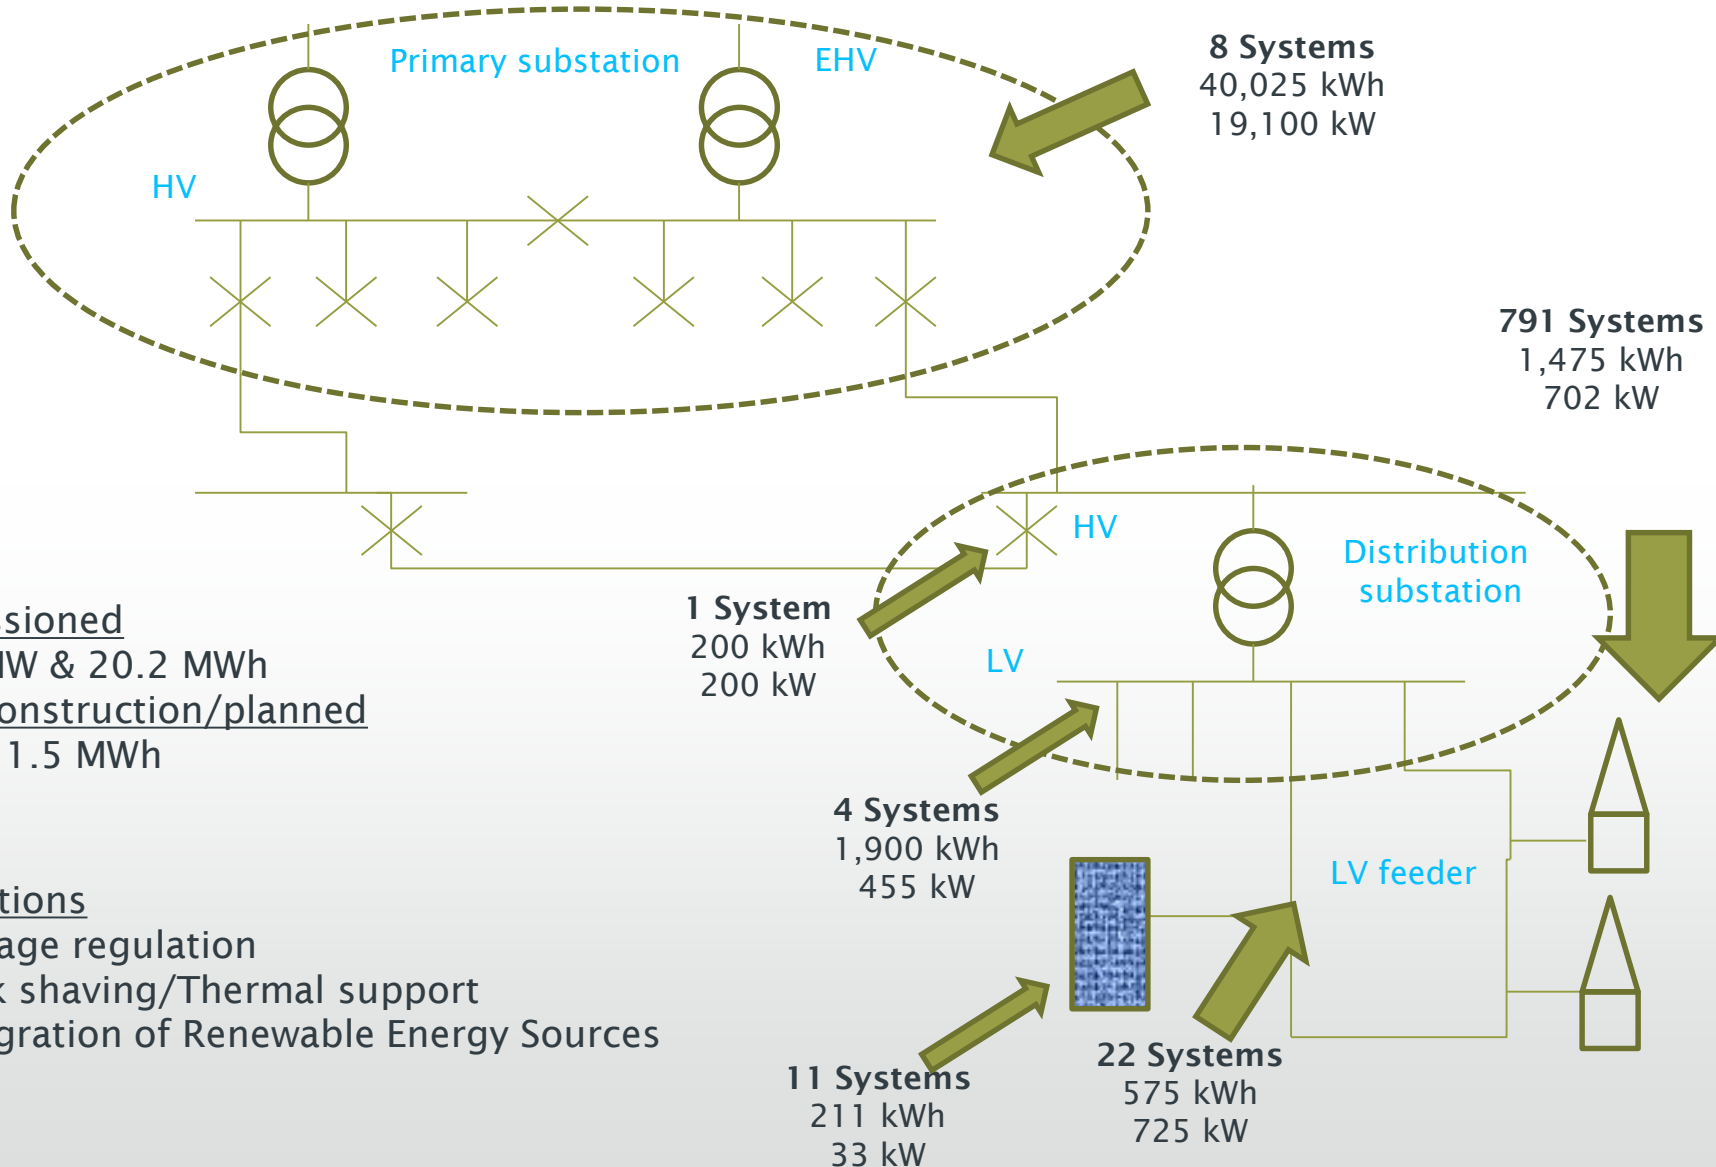 Primary substation
EHV
8 Systems
40,025 kWh
19,100 kW
HV
791 Systems
1,475 kWh
702 kW
HV
Distribution
substation
1 System
200 kWh
200 kW
LV
ssioned
MW & 20.2 MWh
onstruction/planned
1.5 MWh
4 Systems
1,900 kWh
455 kW
LV feeder
tions
age regulation
k shaving/Thermal support
gration of Renewable Energy Sources
22 Systems
575 kWh
725 kW
11 Systems
211 kWh
33 kW